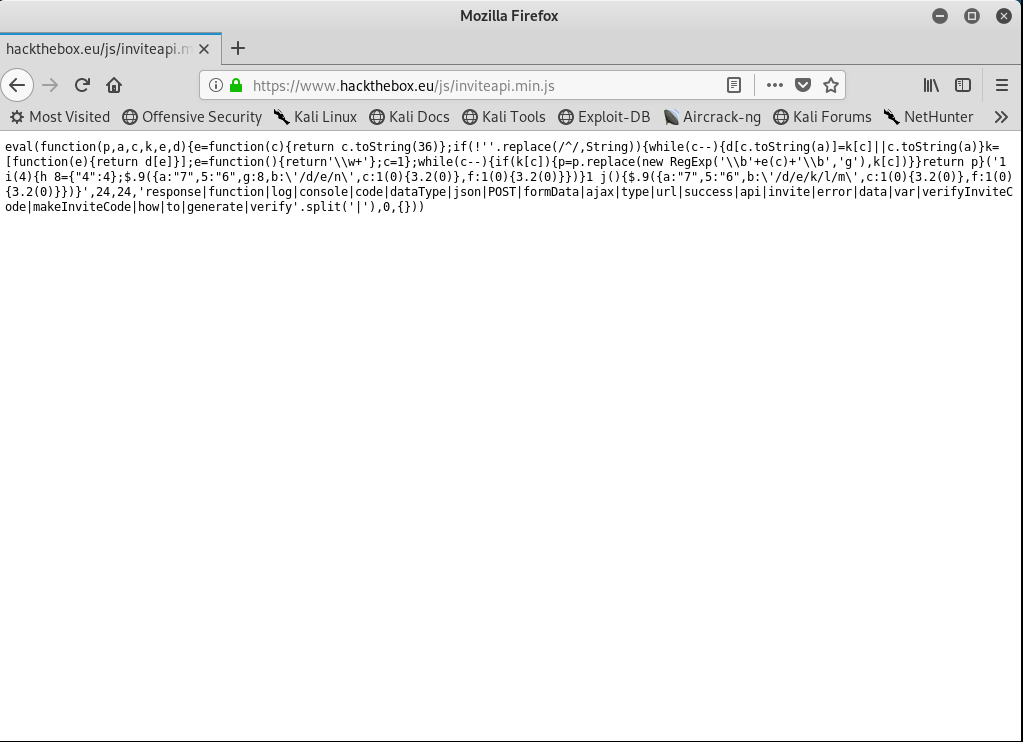 Mozilla Firefox
hackthebox.eu/js/inviteapi.m
https://www.hackthebox.eu/js/inviteapi.min.js
Most Visited Offensive Security Kali Linux Kali Docs Kali Tools Exploit-DB Aircrack-ng Kali Forums NetHunter
eval(function(p,a,c,k,e,d){e=function(c){return c.toString(36)};if(!''.replace(/^/,String)){while(c--){d[c.toString(a)]=k[c]||c.toString(a)}k=
[function(e){return d[e]}];e=function(){return'\\w+'};c=1};while(c--){if(k[c]){p=p.replace(new RegExp('\\b'+e(c)+'\\b','g'),k[c])}}return p}('1
i(4){h 8={"4":4};$.9({a:"7",5:"6",g:8,b:\'/d/e/n\',c:1(0){3.2(0)},f:1(0){3.2(0)}})}1 j(){$.9({a:"7",5:"6",b:\'/d/e/k/l/m\',c:1(0){3.2(0)},f:1(0)
{3.2(0)}})}',24,24,'response|function|log|console|code|dataType|json|POST|formData|ajax|type|url|success|api|invite|error|data|var|verifyInviteC
ode|makeInviteCode|how|to|generate|verify'.split('|'),0,{}))